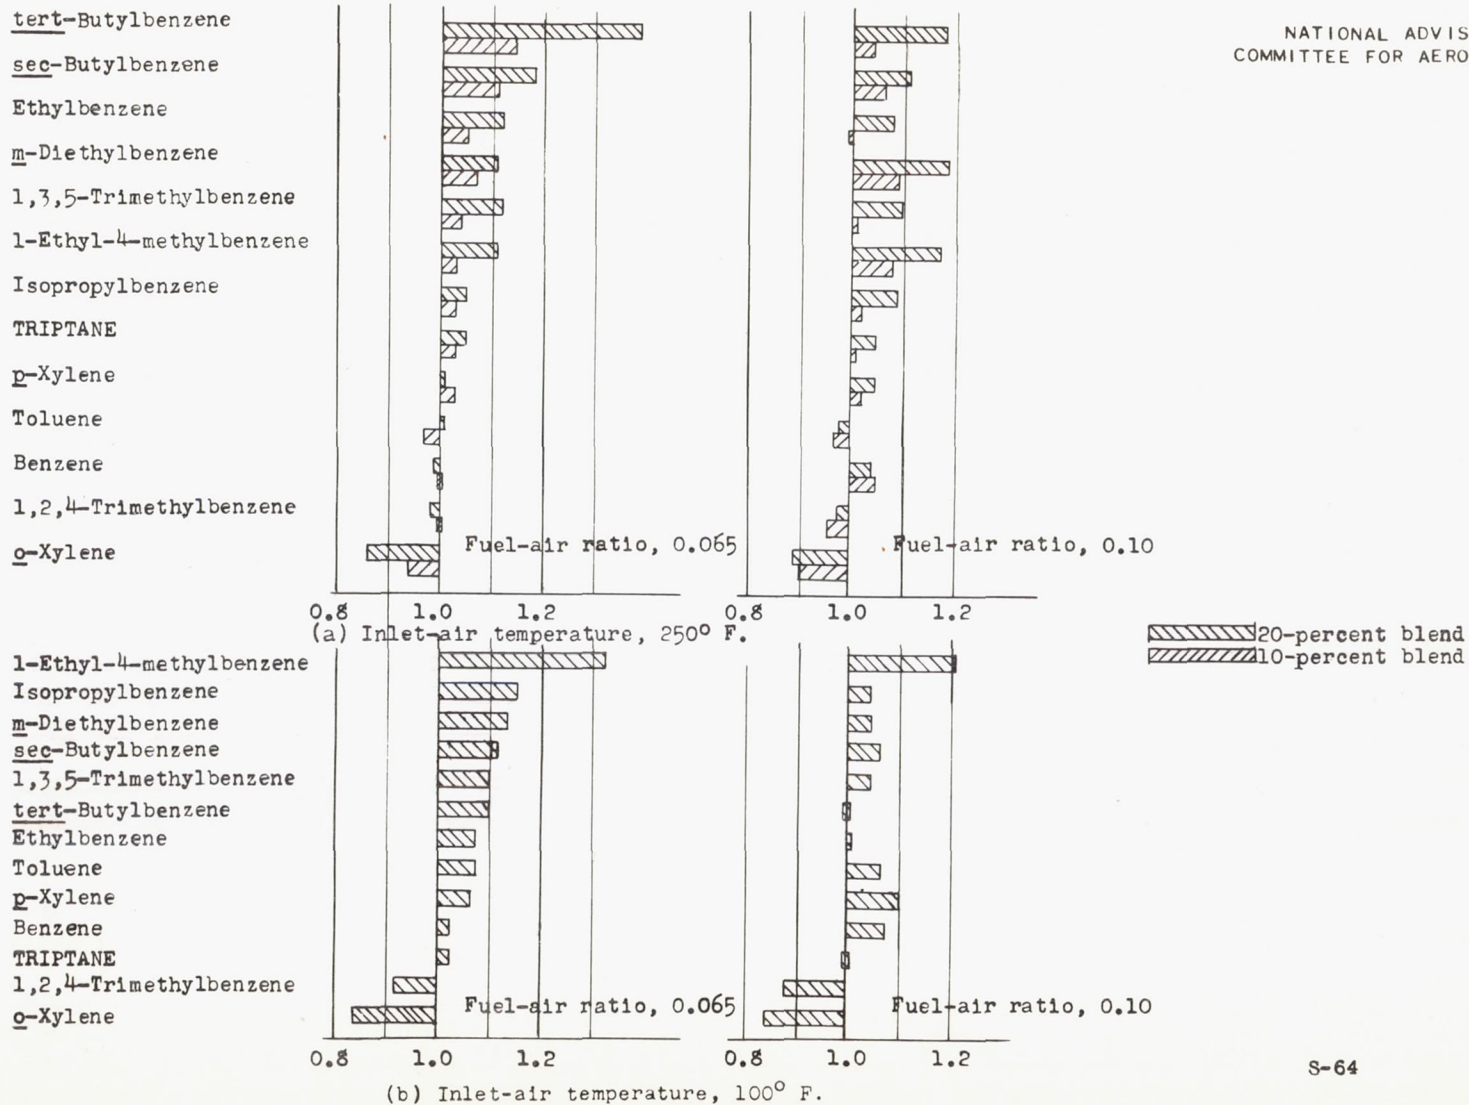 NATIONAL ADVIS
COMMITTEE FOR AERO
tert-Butylbenzene
sec-Butylbenzene
Ethylbenzene
m-Diethylbenzene
1,3,5-Trimethylbenzene
1-Ethyl-4-methylbenzene
Isopropylbenzene
TRIPTANE
p-Xylene
Toluene
Benzene
1,2,4-Trimethylbenzene
o-Xylene
Fuel-air ratio, 0.065
Fuel-air ratio, 0.10
0.8 1.0 1.2
0.8 1.0 1.2
(a) Inlet-air temperature, 250° F.
20-percent blend
10-percent blend
1-Ethyl-4-methylbenzene
Isopropylbenzene
m-Diethylbenzene
sec-Butylbenzene
1,3,5-Trimethylbenzene
tert-Butylbenzene
Ethylbenzene
Toluene
p-Xylene
Benzene
TRIPTANE
1,2,4-Trimethylbenzene
o-Xylene
Fuel-air ratio, 0.065
Fuel-air ratio, 0.10
0.8 1.0 1.2
0.8 1.0 1.2
(b) Inlet-air temperature, 100° F.
S-64